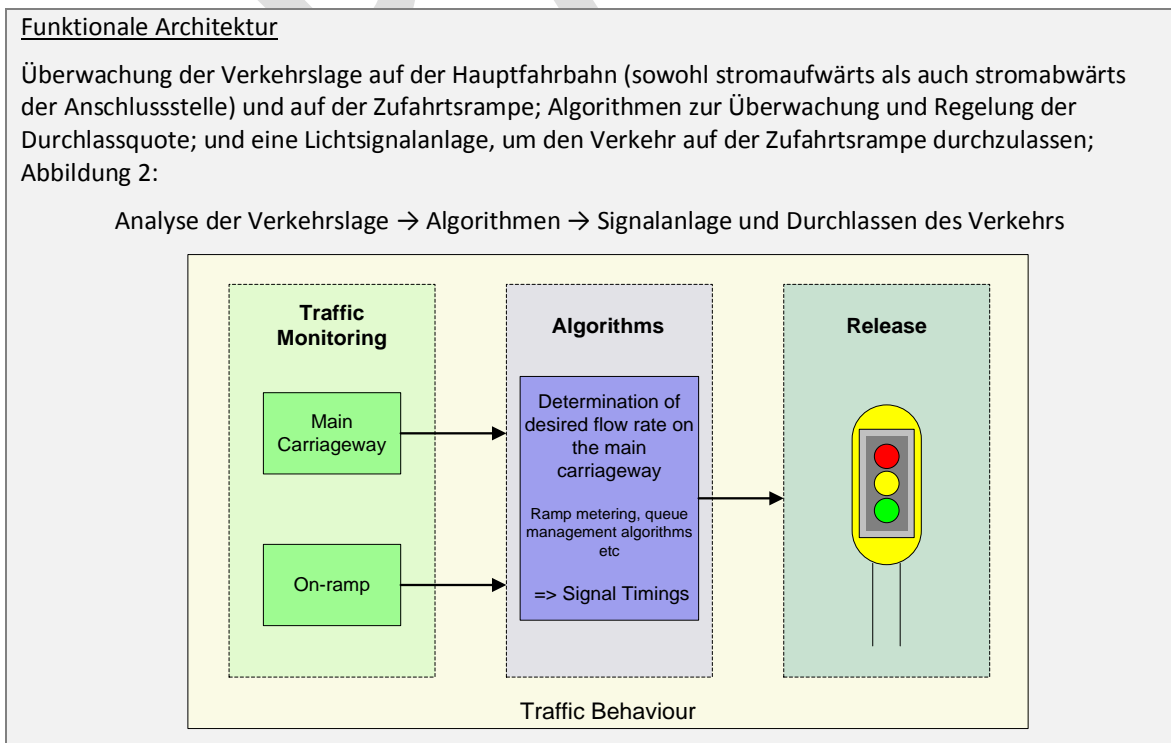 Funktionale Architektur
Überwachung der Verkehrslage auf der Hauptfahrbahn (sowohl stromaufwärts als auch stromabwärts
der Anschlussstelle) und auf der Zufahrtsrampe; Algorithmen zur Überwachung und Regelung der
Durchlassquote; und eine Lichtsignalanlage, um den Verkehr auf der Zufahrtsrampe durchzulassen;
Abbildung 2:
Analyse der Verkehrslage → Algorithmen → Signalanlage und Durchlassen des Verkehrs
Traffic
Monitoring
Main
Carriageway
On-ramp
Algorithms
Determination of
desired flow rate on
the main
carriageway
Ramp metering, queue
management algorithms
etc
=> Signal Timings
Release
Traffic Behaviour